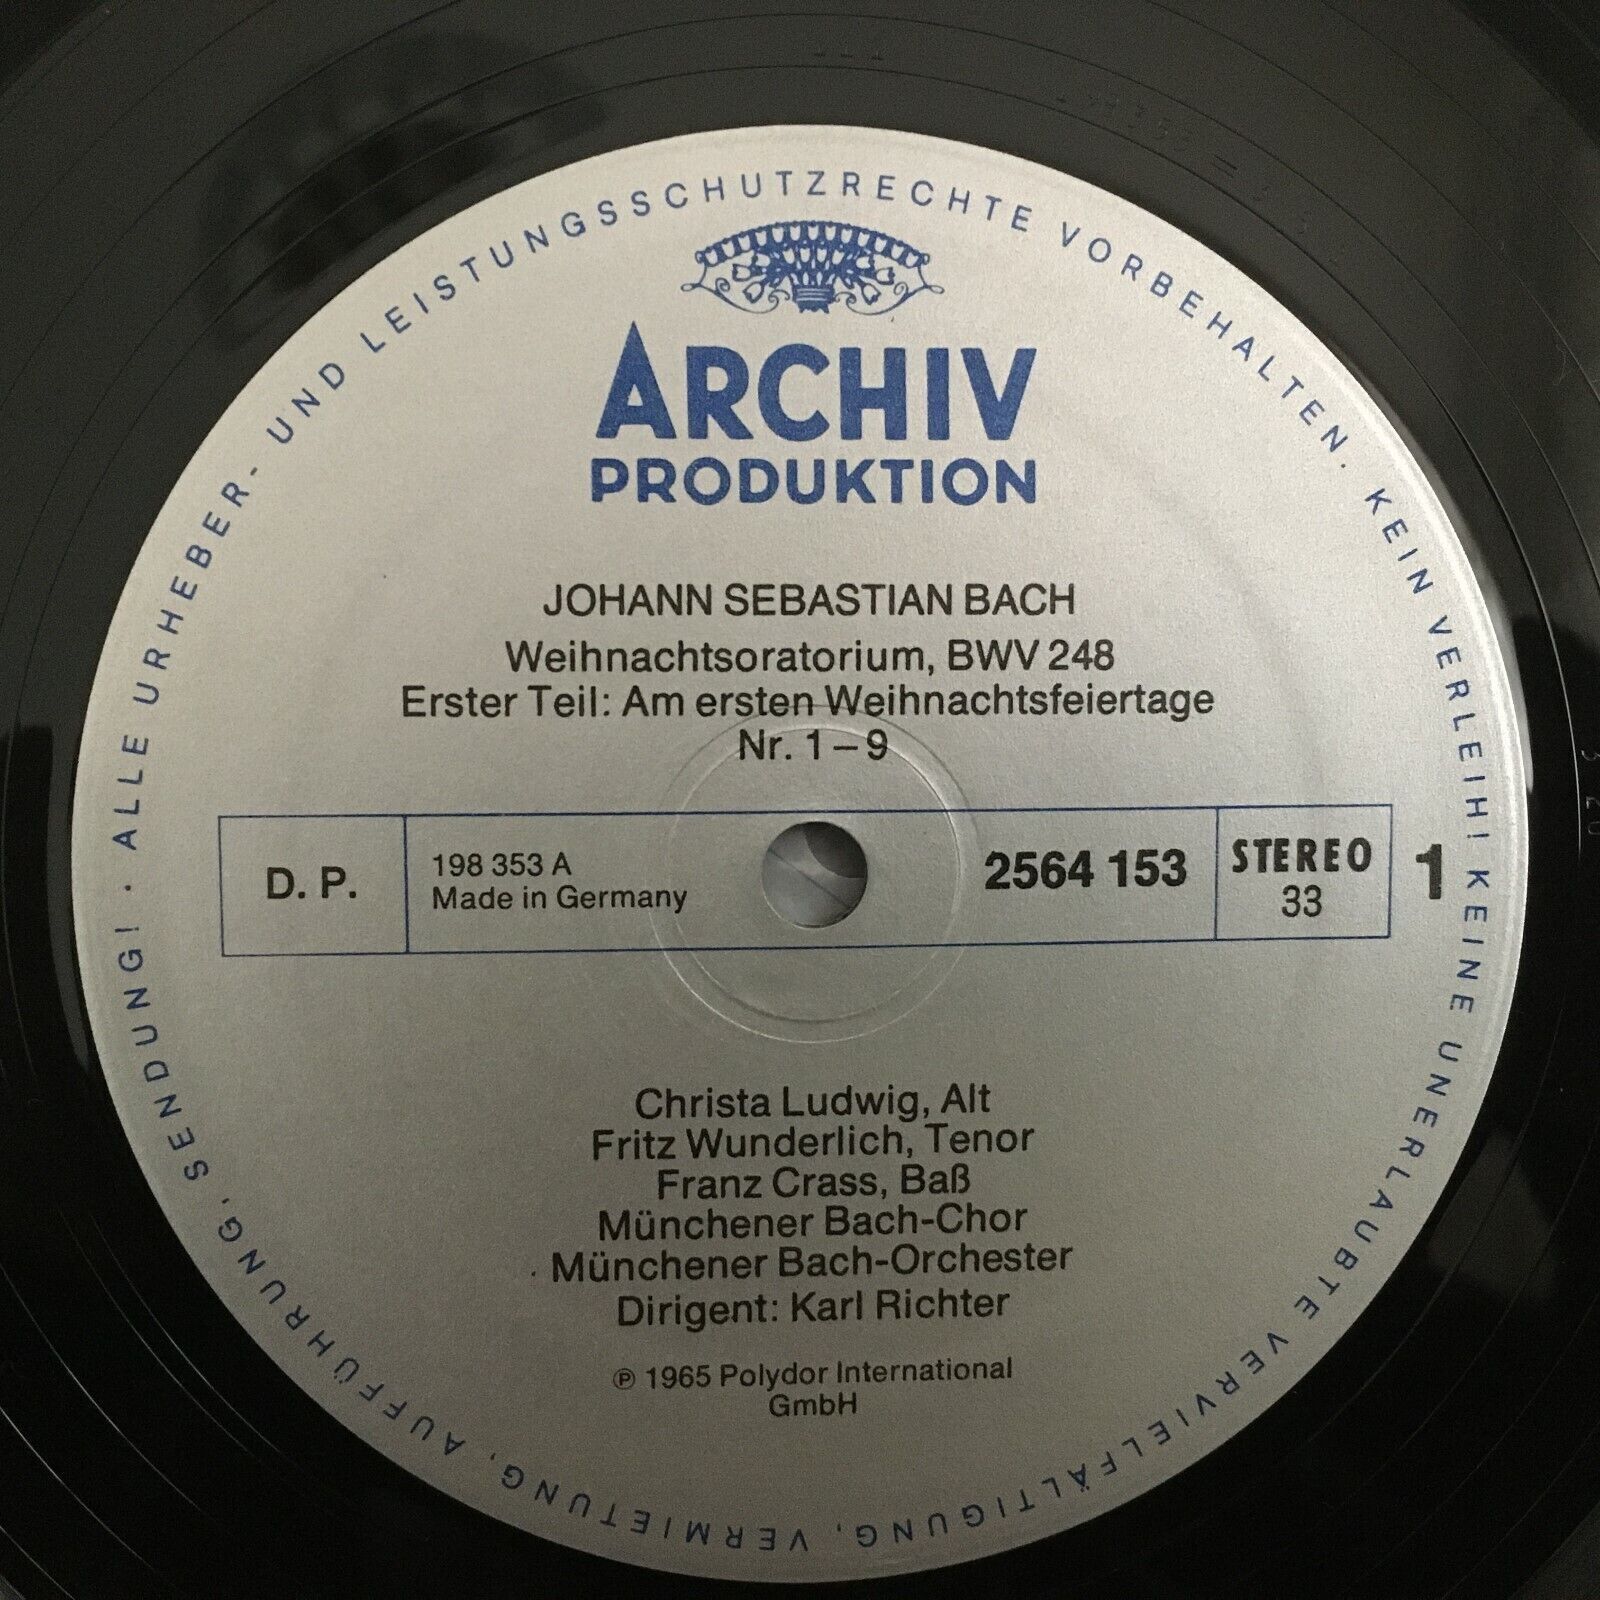 ALLE URHEBER- UND LEISTUNGSSCHUTZRECHTE VORBEHALTEN. KEIN VERLEIH! KEINE UNERLAUBTE VERVIELFÄLTIGUNG, VERMIETUNG, AUFFÜHRUNG, SENDUNG! ·
ARCHIV
PRODUKTION
JOHANN SEBASTIAN BACH
Weihnachtsoratorium, BWV 248
Erster Teil: Am ersten Weihnachtsfeiertage
Nr. 1 – 9
D. P.
198 353 A
Made in Germany
2564 153
STEREO
33
1
Christa Ludwig, Alt
Fritz Wunderlich, Tenor
Franz Crass, Baß
Münchener Bach-Chor
Münchener Bach-Orchester
Dirigent: Karl Richter
℗ 1965 Polydor International
GmbH